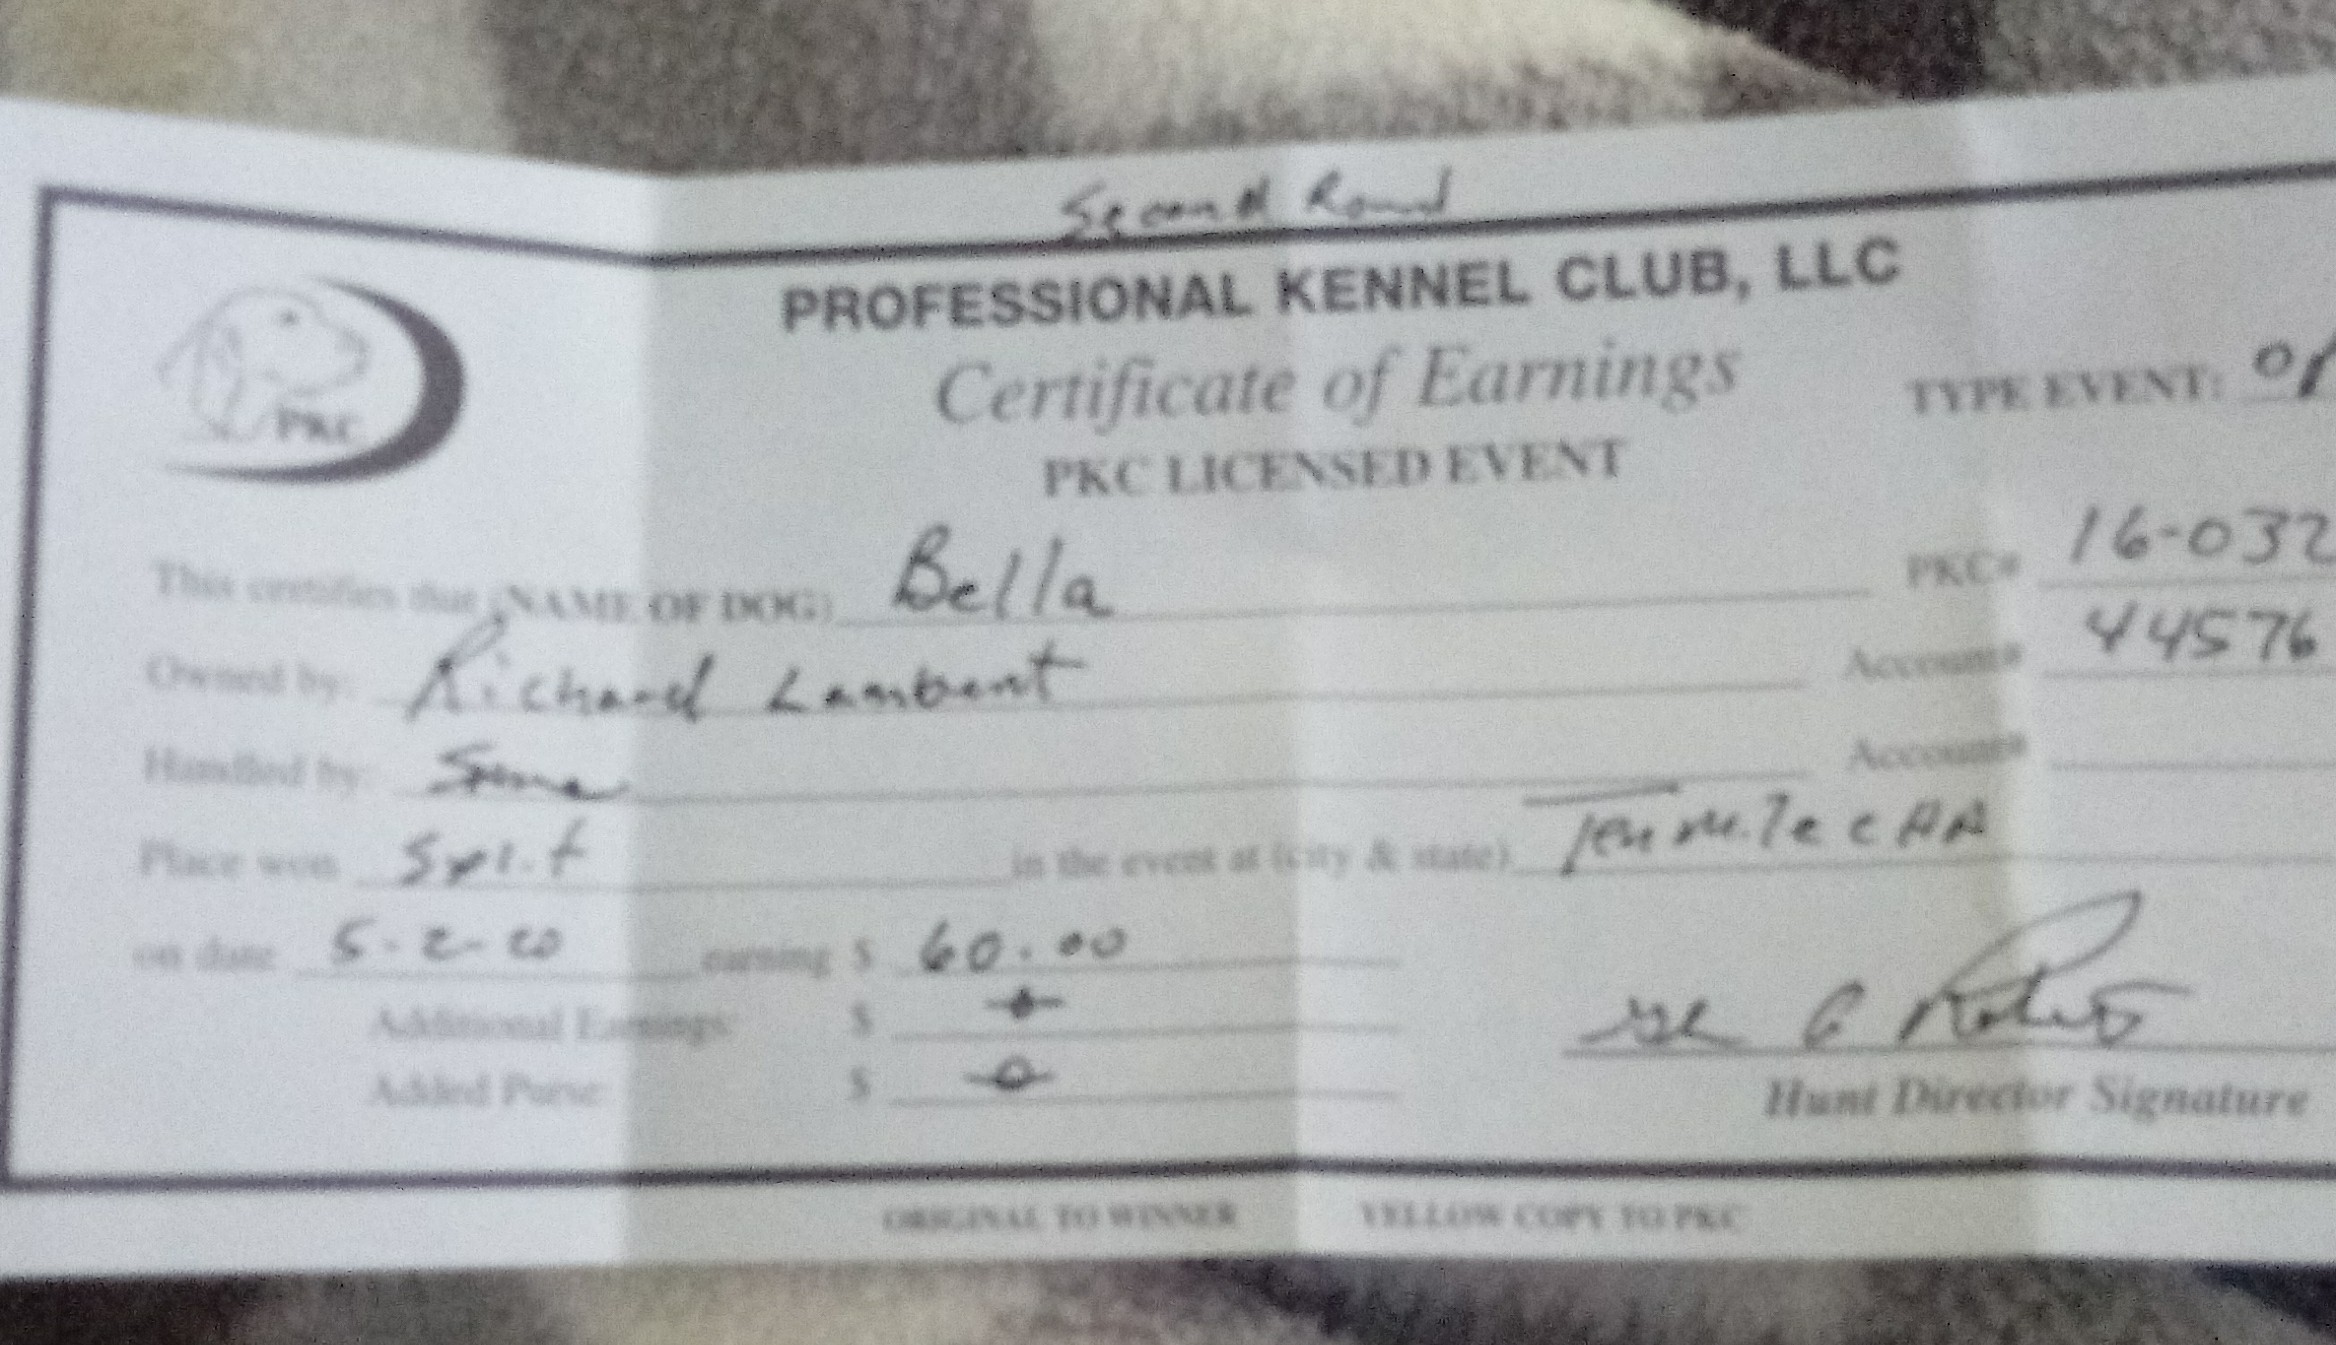 Second Round
PROFESSIONAL KENNEL CLUB, LLC
Certificate of Earnings
TYPE EVENT:
PKC
PKC LICENSED EVENT
This certifies that (NAME OF DOG) Bella PKC# 16-032
Owned by: Richard Lambert Account# 44576
Handled by: Same Account#
Place won Split in the event at (city & state)
on date 5-2-20 earning $ 60.00
Additional Earnings: $
Added Purse $ 0
Hunt Director Signature
ORIGINAL TO WINNER YELLOW COPY TO PKC